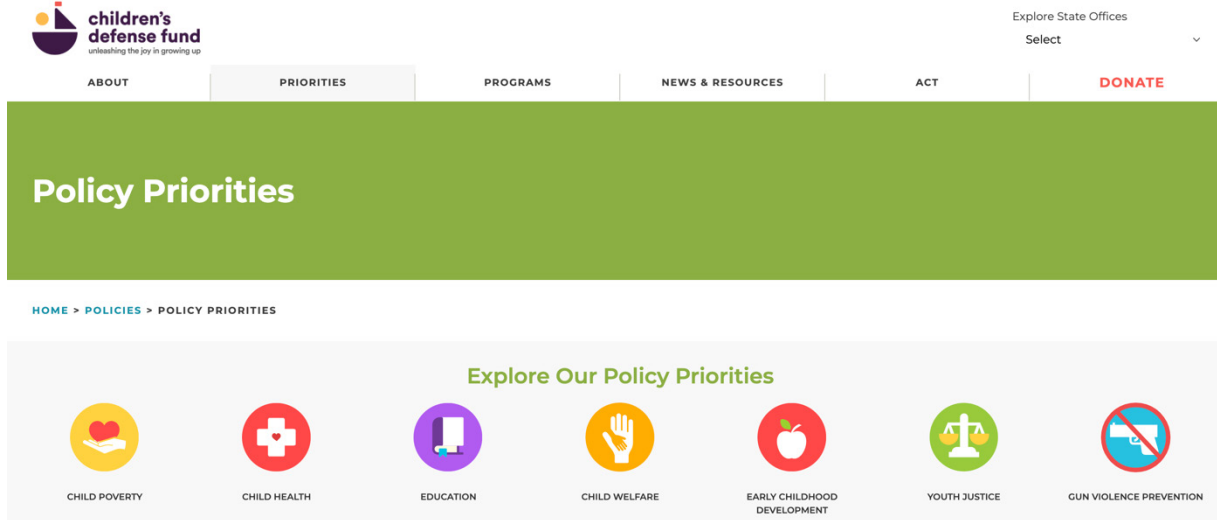 children's
defense fund
unleashing the joy in growing up
Explore State Offices
Select
ABOUT
PRIORITIES
PROGRAMS
NEWS & RESOURCES
ACT
DONATE
Policy Priorities
HOME > POLICIES > POLICY PRIORITIES
Explore Our Policy Priorities
CHILD POVERTY
CHILD HEALTH
EDUCATION
CHILD WELFARE
EARLY CHILDHOOD
DEVELOPMENT
YOUTH JUSTICE
GUN VIOLENCE PREVENTION